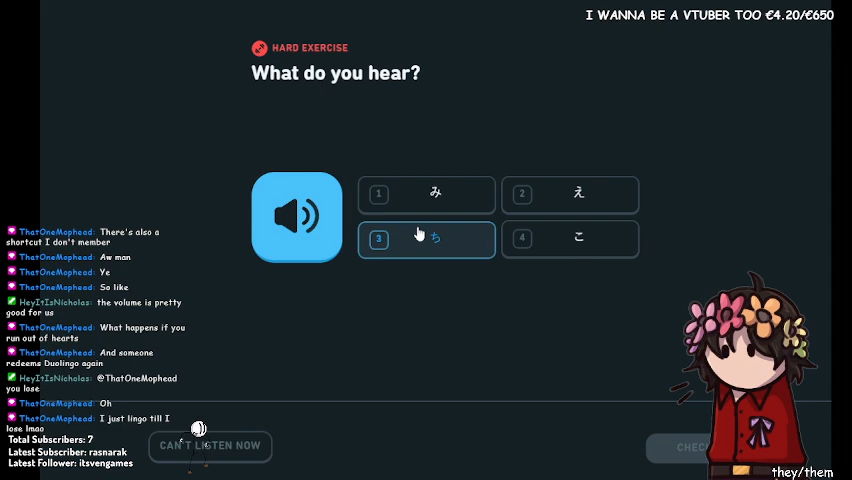 I WANNA BE A VTUBER TOO €4.20/€650
HARD EXERCISE
What do you hear?
1 み
2 え
3 ち
4 こ
ThatOneMophead: There's also a
shortcut I don't member
ThatOneMophead: Aw man
ThatOneMophead: Ye
ThatOneMophead: So like
HeyItIsNicholas: the volume is pretty
good for us
ThatOneMophead: What happens if you
run out of hearts
ThatOneMophead: And someone
redeems Duolingo again
HeyItIsNicholas: @ThatOneMophead
you lose
ThatOneMophead: Oh
ThatOneMophead: I just lingo till I
lose lmao
Total Subscribers: 7
Latest Subscriber: rasnarak
Latest Follower: itsvengames
CAN'T LISTEN NOW
CHEC
they/them